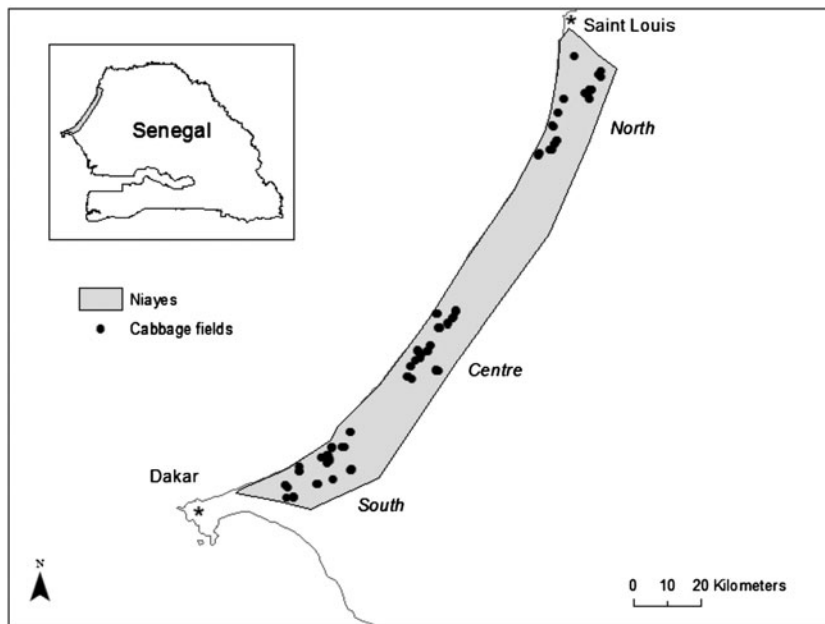 Saint Louis
Senegal
North
Niayes
Cabbage fields
Centre
Dakar
South
N
0 10 20 Kilometers